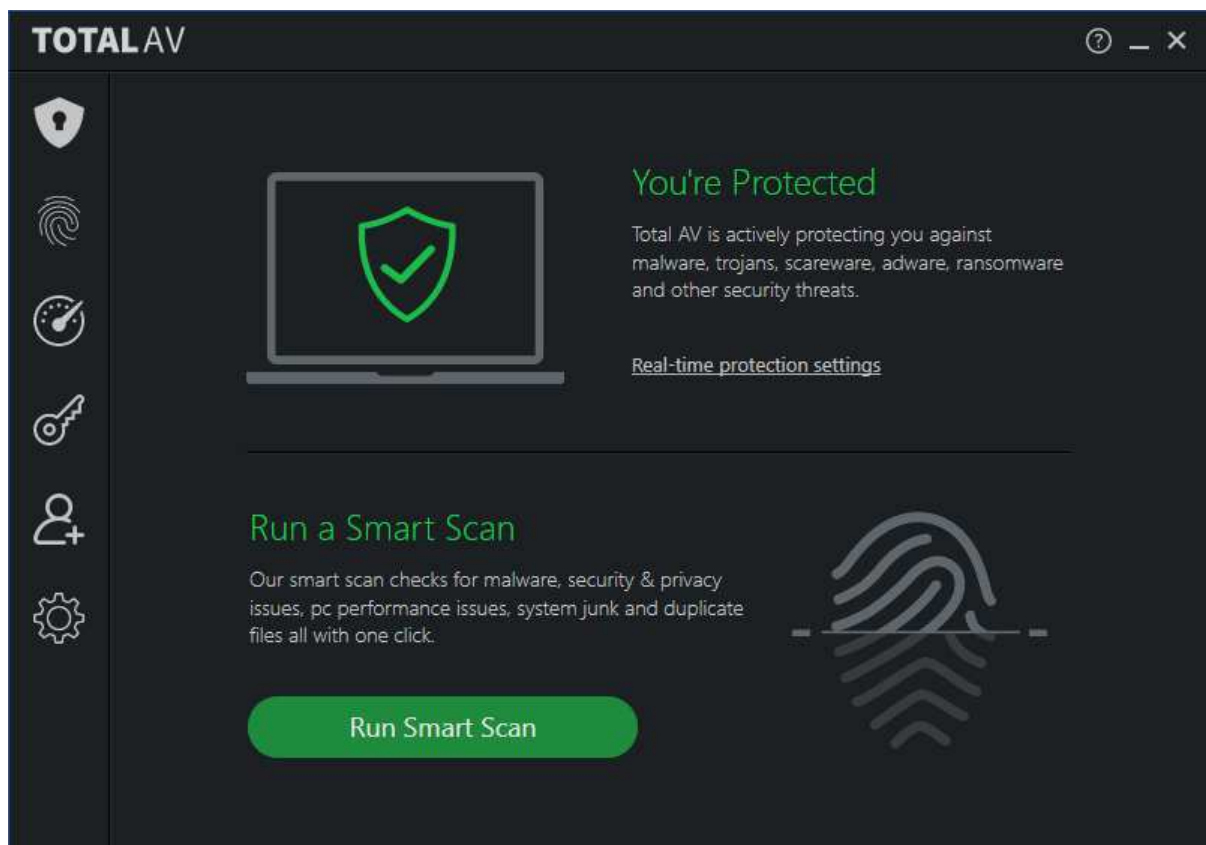 TOTALAV
You're Protected
Total AV is actively protecting you against
malware, trojans, scareware, adware, ransomware
and other security threats.
Real-time protection settings
Run a Smart Scan
Our smart scan checks for malware, security & privacy
issues, pc performance issues, system junk and duplicate
files all with one click.
Run Smart Scan